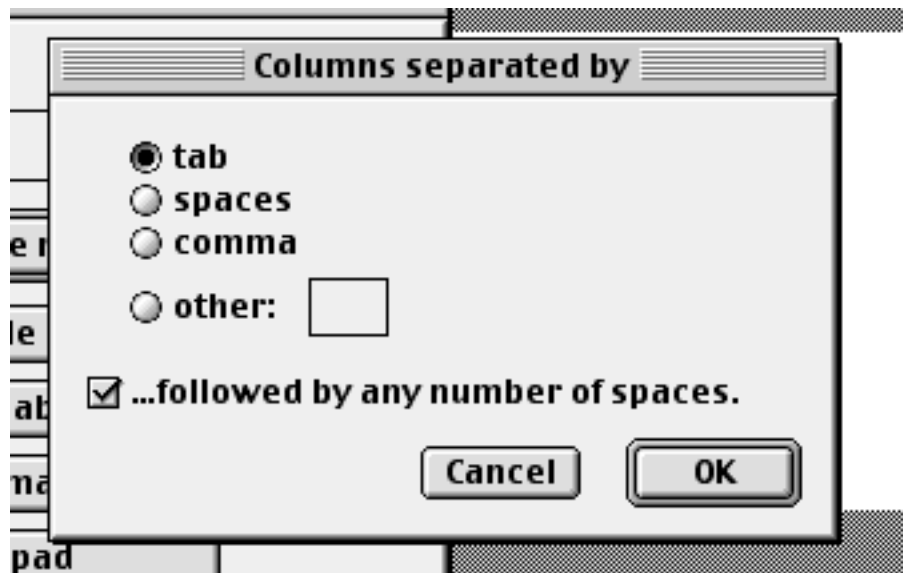 Columns separated by
tab
spaces
comma
other:
...followed by any number of spaces.
Cancel
OK
pad